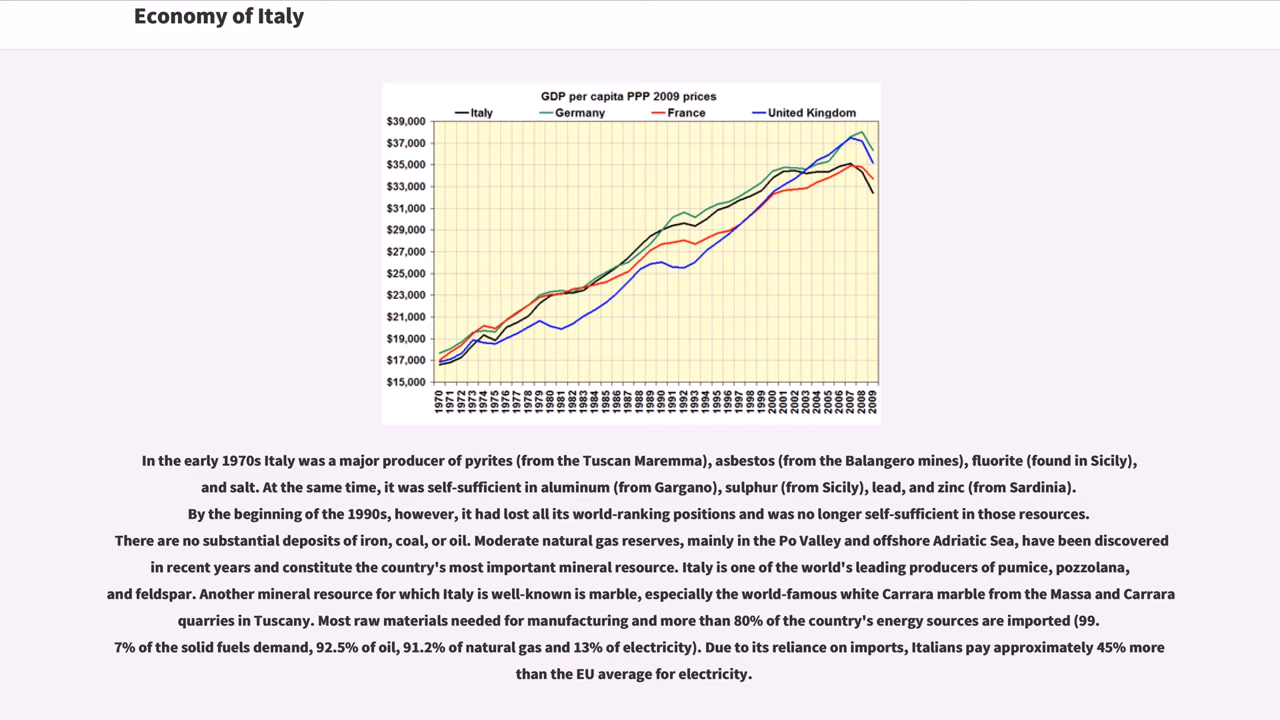 Economy of Italy
GDP per capita PPP 2009 prices
Italy Germany France United Kingdom
$39,000
$37,000
$35,000
$33,000
$31,000
$29,000
$27,000
$25,000
$23,000
$21,000
$19,000
$17,000
$15,000
1970 1971 1972 1973 1974 1975 1976 1977 1978 1979 1980 1981 1982 1983 1984 1985 1986 1987 1988 1989 1990 1991 1992 1993 1994 1995 1996 1997 1998 1999 2000 2001 2002 2003 2004 2005 2006 2007 2008 2009
In the early 1970s Italy was a major producer of pyrites (from the Tuscan Maremma), asbestos (from the Balangero mines), fluorite (found in Sicily),
and salt. At the same time, it was self-sufficient in aluminum (from Gargano), sulphur (from Sicily), lead, and zinc (from Sardinia).
By the beginning of the 1990s, however, it had lost all its world-ranking positions and was no longer self-sufficient in those resources.
There are no substantial deposits of iron, coal, or oil. Moderate natural gas reserves, mainly in the Po Valley and offshore Adriatic Sea, have been discovered
in recent years and constitute the country's most important mineral resource. Italy is one of the world's leading producers of pumice, pozzolana,
and feldspar. Another mineral resource for which Italy is well-known is marble, especially the world-famous white Carrara marble from the Massa and Carrara
quarries in Tuscany. Most raw materials needed for manufacturing and more than 80% of the country's energy sources are imported (99.
7% of the solid fuels demand, 92.5% of oil, 91.2% of natural gas and 13% of electricity). Due to its reliance on imports, Italians pay approximately 45% more
than the EU average for electricity.